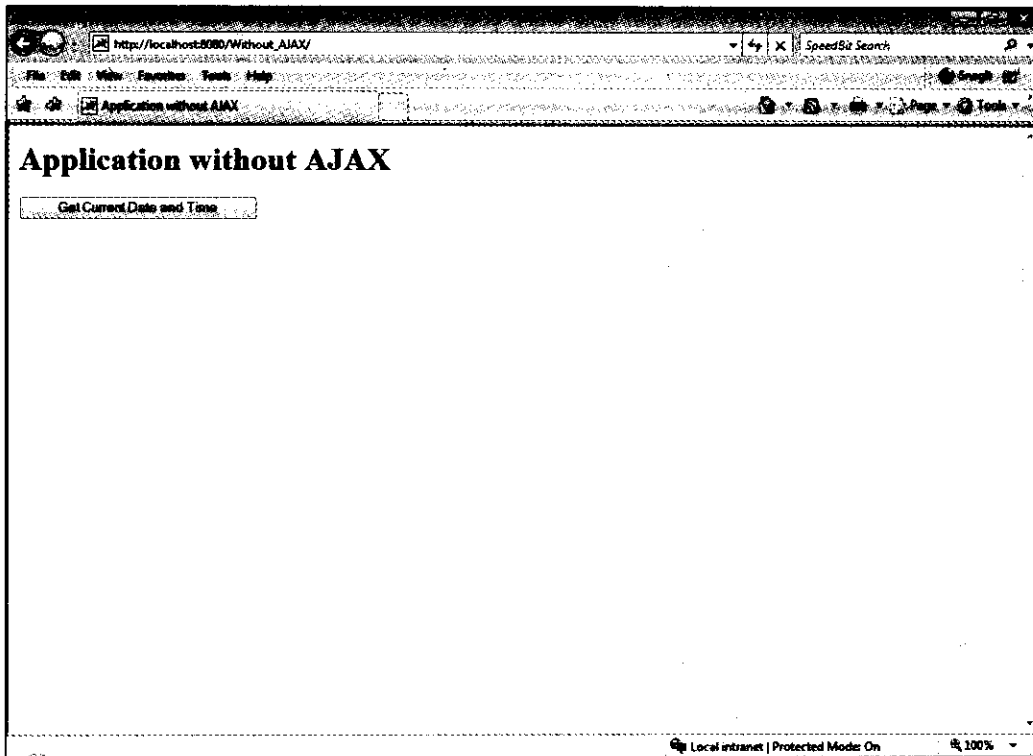 http://localhost:8080/Without_AJAX/
SpeedBit Search
File Edit View Favorites Tools Help
SnagIt
Application without AJAX
Page Tools
Application without AJAX
Get Current Date and Time
Local intranet | Protected Mode: On 100%